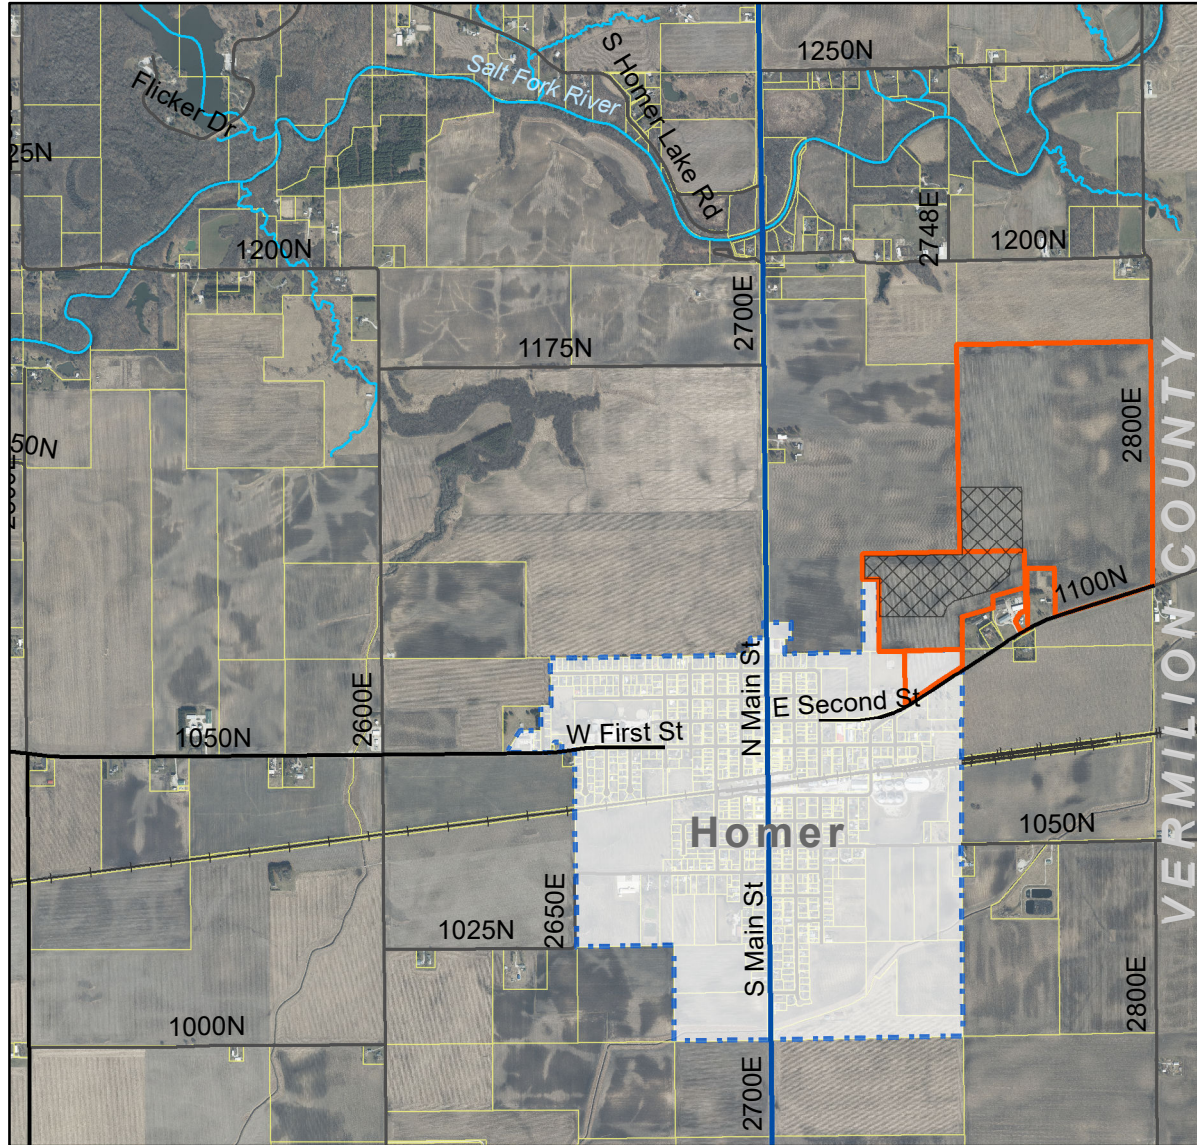 1250N
S Homer Lake Rd
Salt Fork River
Flicker Dr
25N
2748E
1200N
1200N
2700E
1175N
2800E
50N
1100N
VERMILION COUNTY
N Main St
E Second St
2600E
W First St
1050N
Homer
1050N
2650E
1025N
S Main St
2800E
1000N
2700E